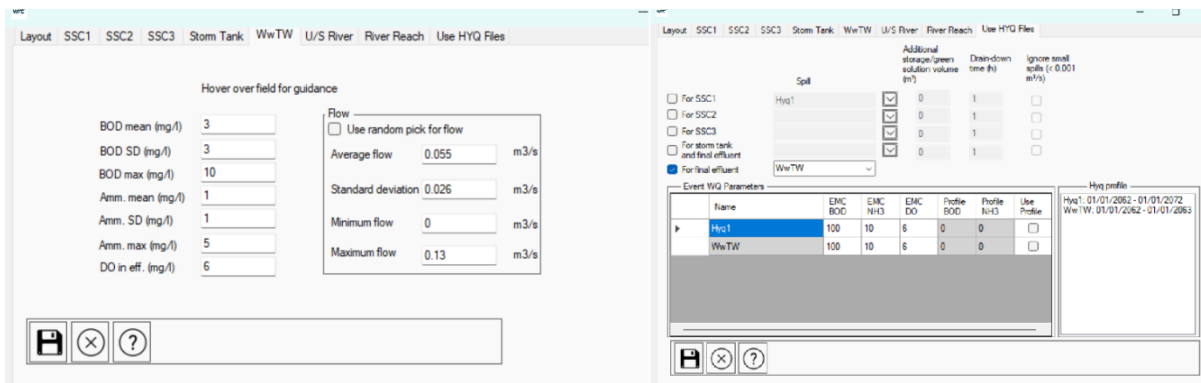 Layout SSC1 SSC2 SSC3 Storm Tank WwTW U/S River River Reach Use HYQ Files
Hover over field for guidance
BOD mean (mg/l) 3
BOD SD (mg/l) 3
BOD max (mg/l) 10
Amm. mean (mg/l) 1
Amm. SD (mg/l) 1
Amm. max (mg/l) 5
DO in eff. (mg/l) 6
Flow
Use random pick for flow
Average flow 0.055 m3/s
Standard deviation 0.026 m3/s
Minimum flow 0 m3/s
Maximum flow 0.13 m3/s
?
Layout SSC1 SSC2 SSC3 Storm Tank WwTW U/S River River Reach Use HYQ Files
Spill
Additional
storage/green
solution volume
(m³)
Drain-down
time (h)
Ignore small
spills (< 0.001
m³/s)
For SSC1 Hyq1 0 1
For SSC2 0 1
For SSC3 0 1
For storm tank
and final effluent 0 1
For final effluent WwTW
Event WQ Parameters
Name EMC BOD EMC NH3 EMC DO Profile BOD Profile NH3 Use Profile
Hyq1 100 10 6 0 0
WwTW 100 10 6 0 0
Hyq profile
Hyq1: 01/01/2062 - 01/01/2072
WwTW: 01/01/2062 - 01/01/2063
?